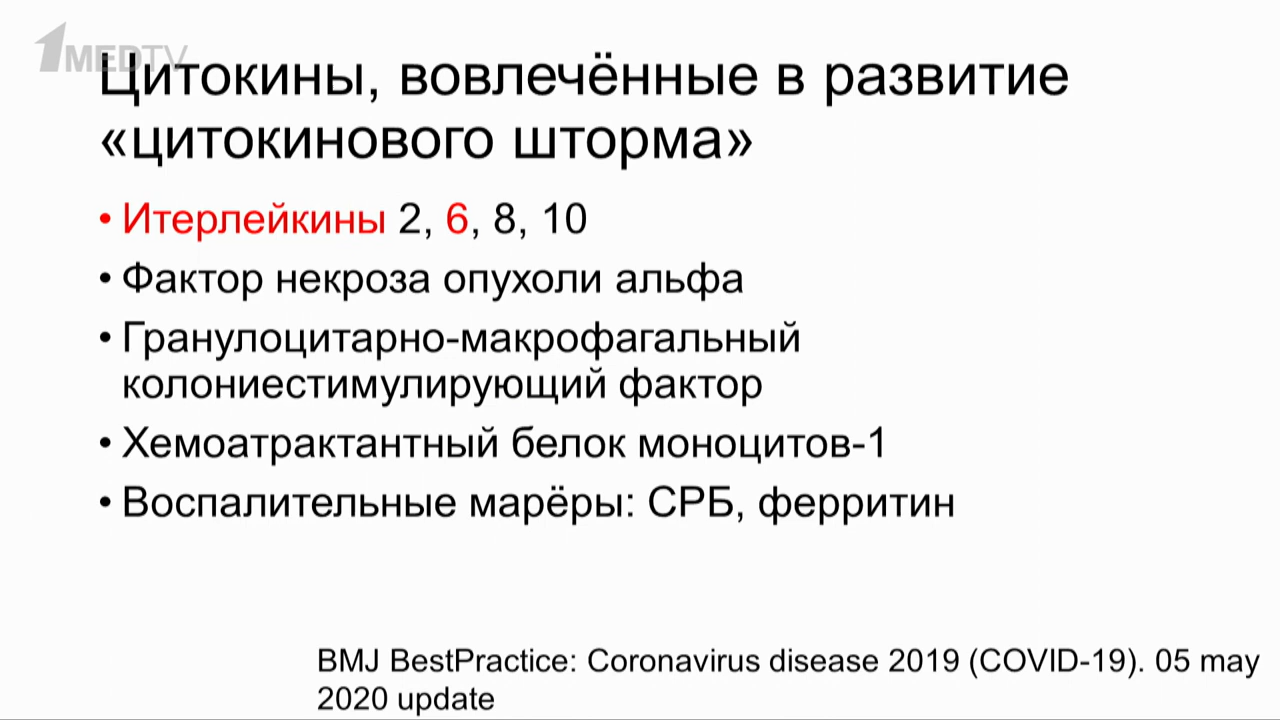 1MEDTV
Цитокины, вовлечённые в развитие
«цитокинового шторма»
• Итерлейкины 2, 6, 8, 10
• Фактор некроза опухоли альфа
• Гранулоцитарно-макрофагальный
колониестимулирующий фактор
• Хемоатрактантный белок моноцитов-1
• Воспалительные марёры: СРБ, ферритин
BMJ BestPractice: Coronavirus disease 2019 (COVID-19). 05 may
2020 update